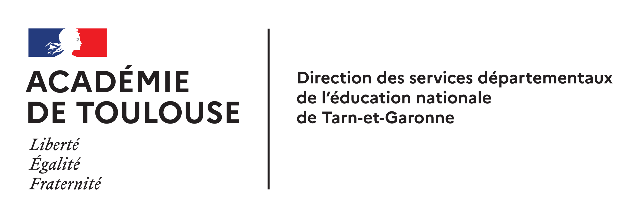 ACADÉMIE
DE TOULOUSE
Liberté
Égalité
Fraternité
Direction des services départementaux
de l'éducation nationale
de Tarn-et-Garonne